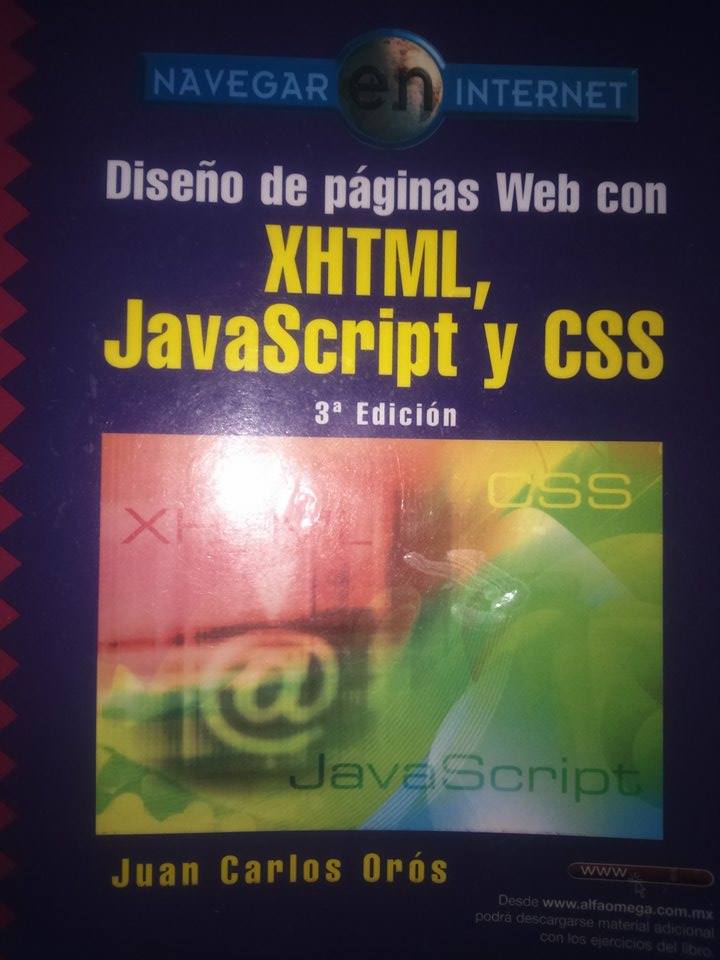 NAVEGAR en INTERNET
Diseño de páginas Web con
XHTML,
JavaScript y CSS
3ª Edición
CSS
XHTML
@
JavaScript
Juan Carlos Orós
www
Desde www.alfaomega.com.mx
podrá descargarse material adicional
con los ejercicios del libro.